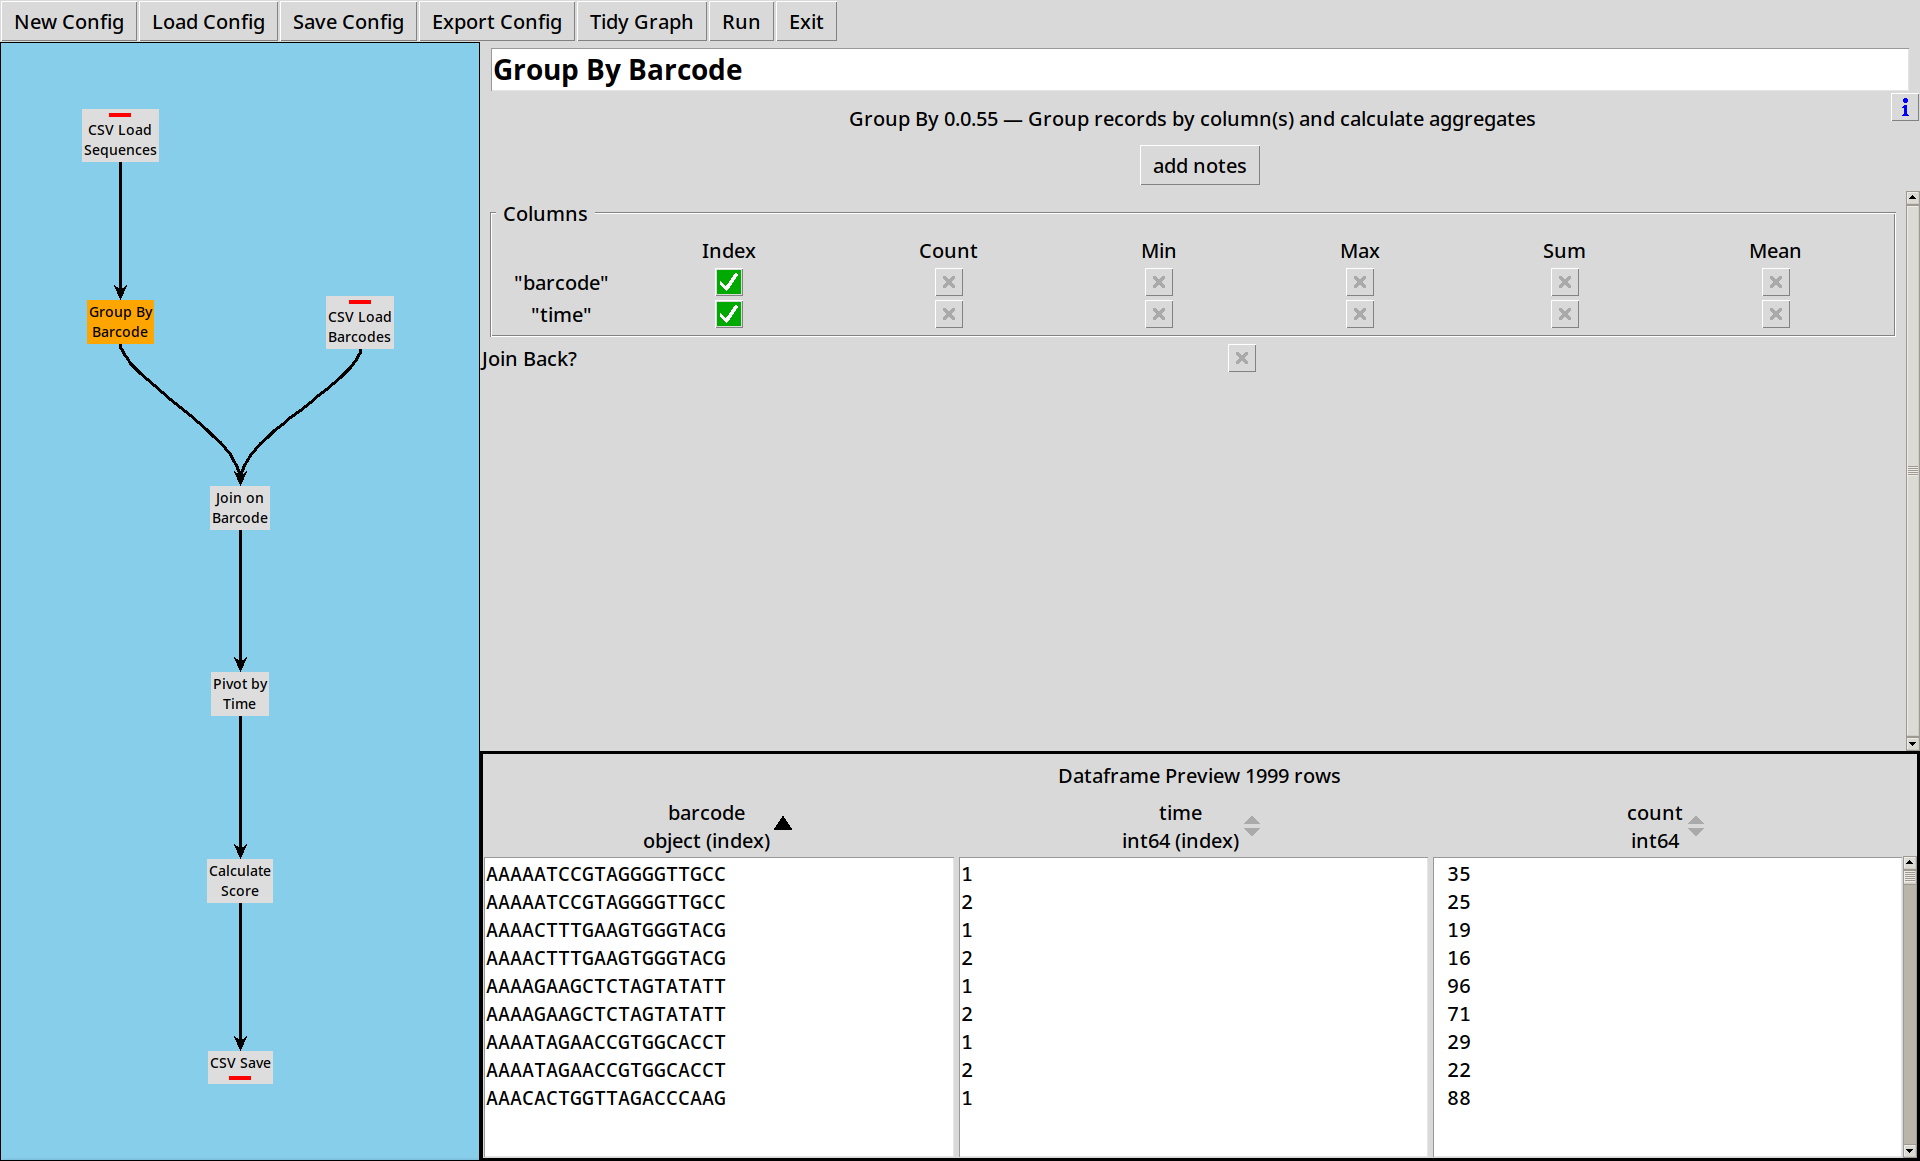 New Config Load Config Save Config Export Config Tidy Graph Run Exit
CSV Load
Sequences
Group By
Barcode
CSV Load
Barcodes
Join on
Barcode
Pivot by
Time
Calculate
Score
CSV Save
Group By Barcode
Group By 0.0.55 — Group records by column(s) and calculate aggregates
i
add notes
Columns
Index Count Min Max Sum Mean
"barcode"
"time"
Join Back?
Dataframe Preview 1999 rows
barcode time count
object (index) int64 (index) int64
AAAAATCCGTAGGGGTTGCC 1 35
AAAAATCCGTAGGGGTTGCC 2 25
AAAACTTTGAAGTGGGTACG 1 19
AAAACTTTGAAGTGGGTACG 2 16
AAAAGAAGCTCTAGTATATT 1 96
AAAAGAAGCTCTAGTATATT 2 71
AAAATAGAACCGTGGCACCT 1 29
AAAATAGAACCGTGGCACCT 2 22
AAACACTGGTTAGACCCAAG 1 88